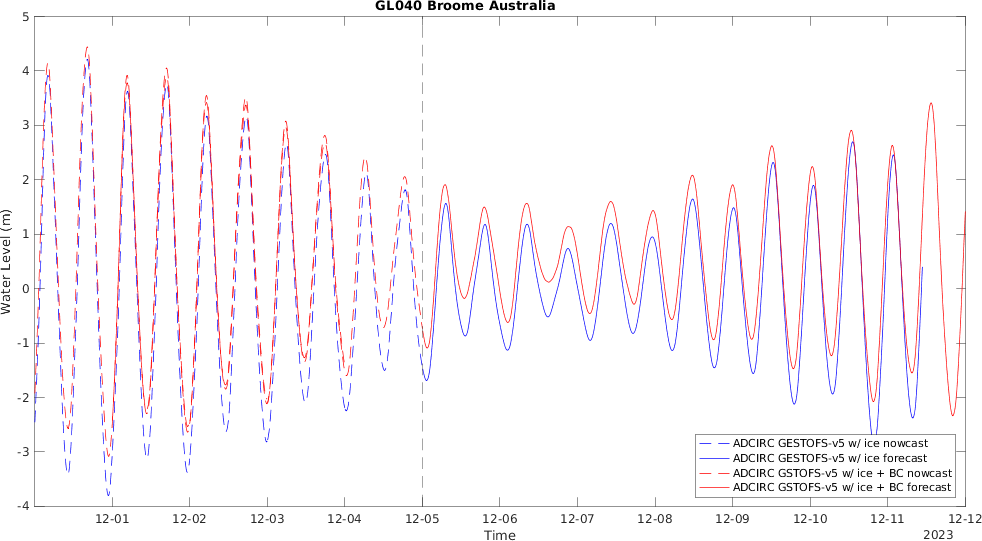 GL040 Broome Australia
5
4
3
2
1
0
-1
-2
-3
-4
Water Level (m)
ADCIRC GESTOFS-v5 w/ ice nowcast
ADCIRC GESTOFS-v5 w/ ice forecast
ADCIRC GSTOFS-v5 w/ ice + BC nowcast
ADCIRC GSTOFS-v5 w/ ice + BC forecast
12-01 12-02 12-03 12-04 12-05 12-06 12-07 12-08 12-09 12-10 12-11 12-12
Time
2023